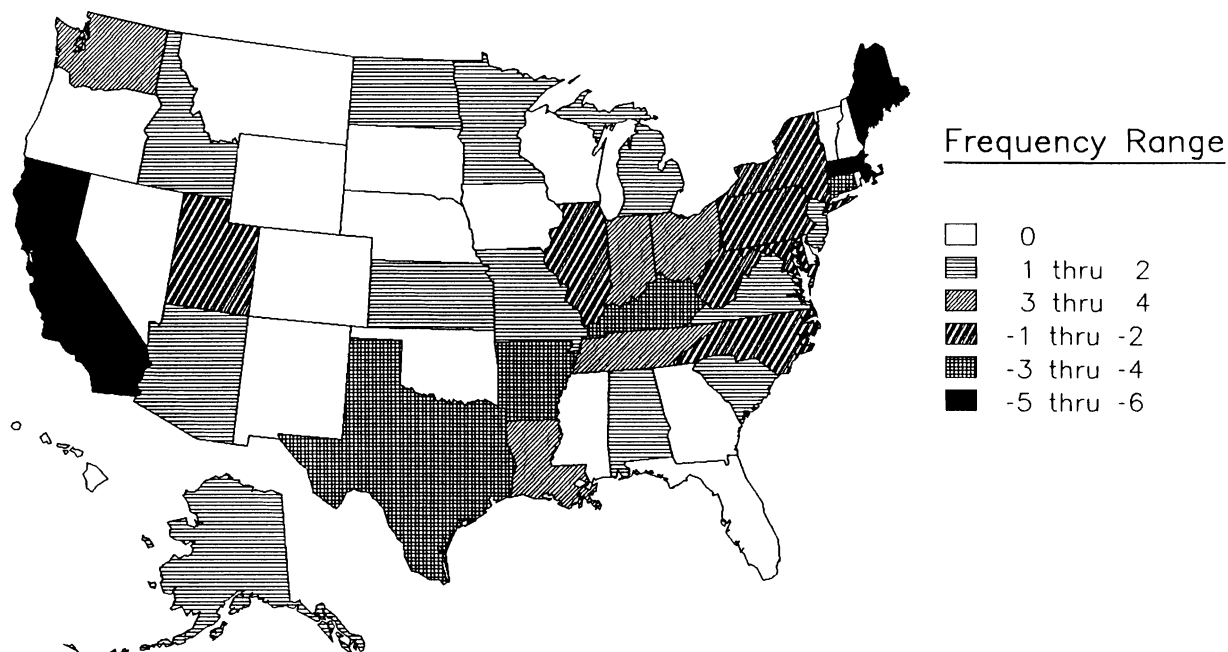 Frequency Range
0
1 thru 2
3 thru 4
-1 thru -2
-3 thru -4
-5 thru -6